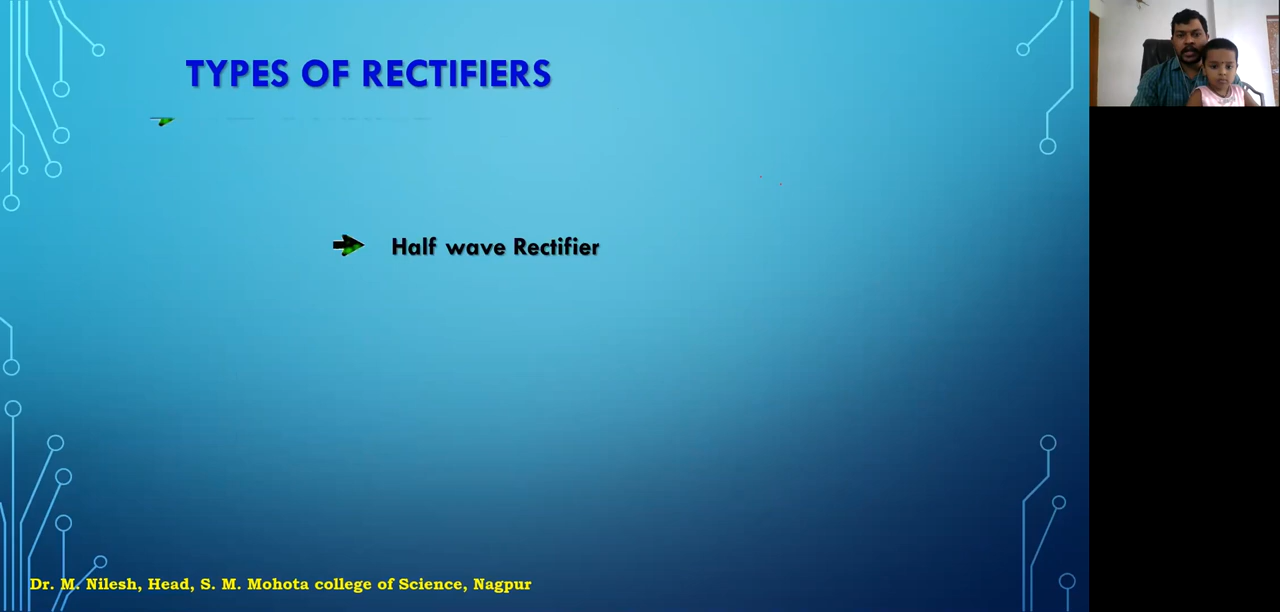 TYPES OF RECTIFIERS
Half wave Rectifier
Dr. M. Nilesh, Head, S. M. Mohota college of Science, Nagpur